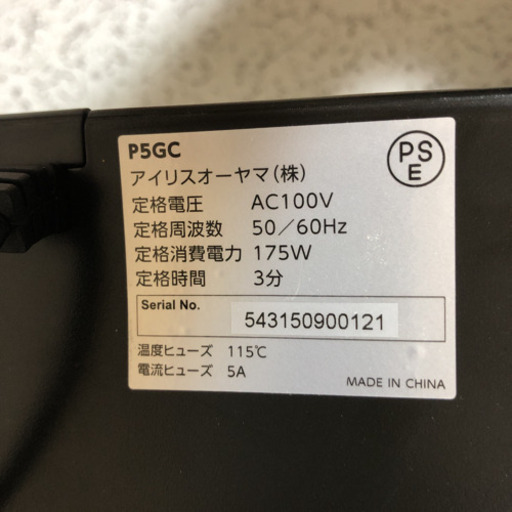 P5GC
PS
E
アイリスオーヤマ(株)
定格電圧 AC100V
定格周波数 50/60Hz
定格消費電力 175W
定格時間 3分
Serial No. 543150900121
温度ヒューズ 115℃
電流ヒューズ 5A
MADE IN CHINA